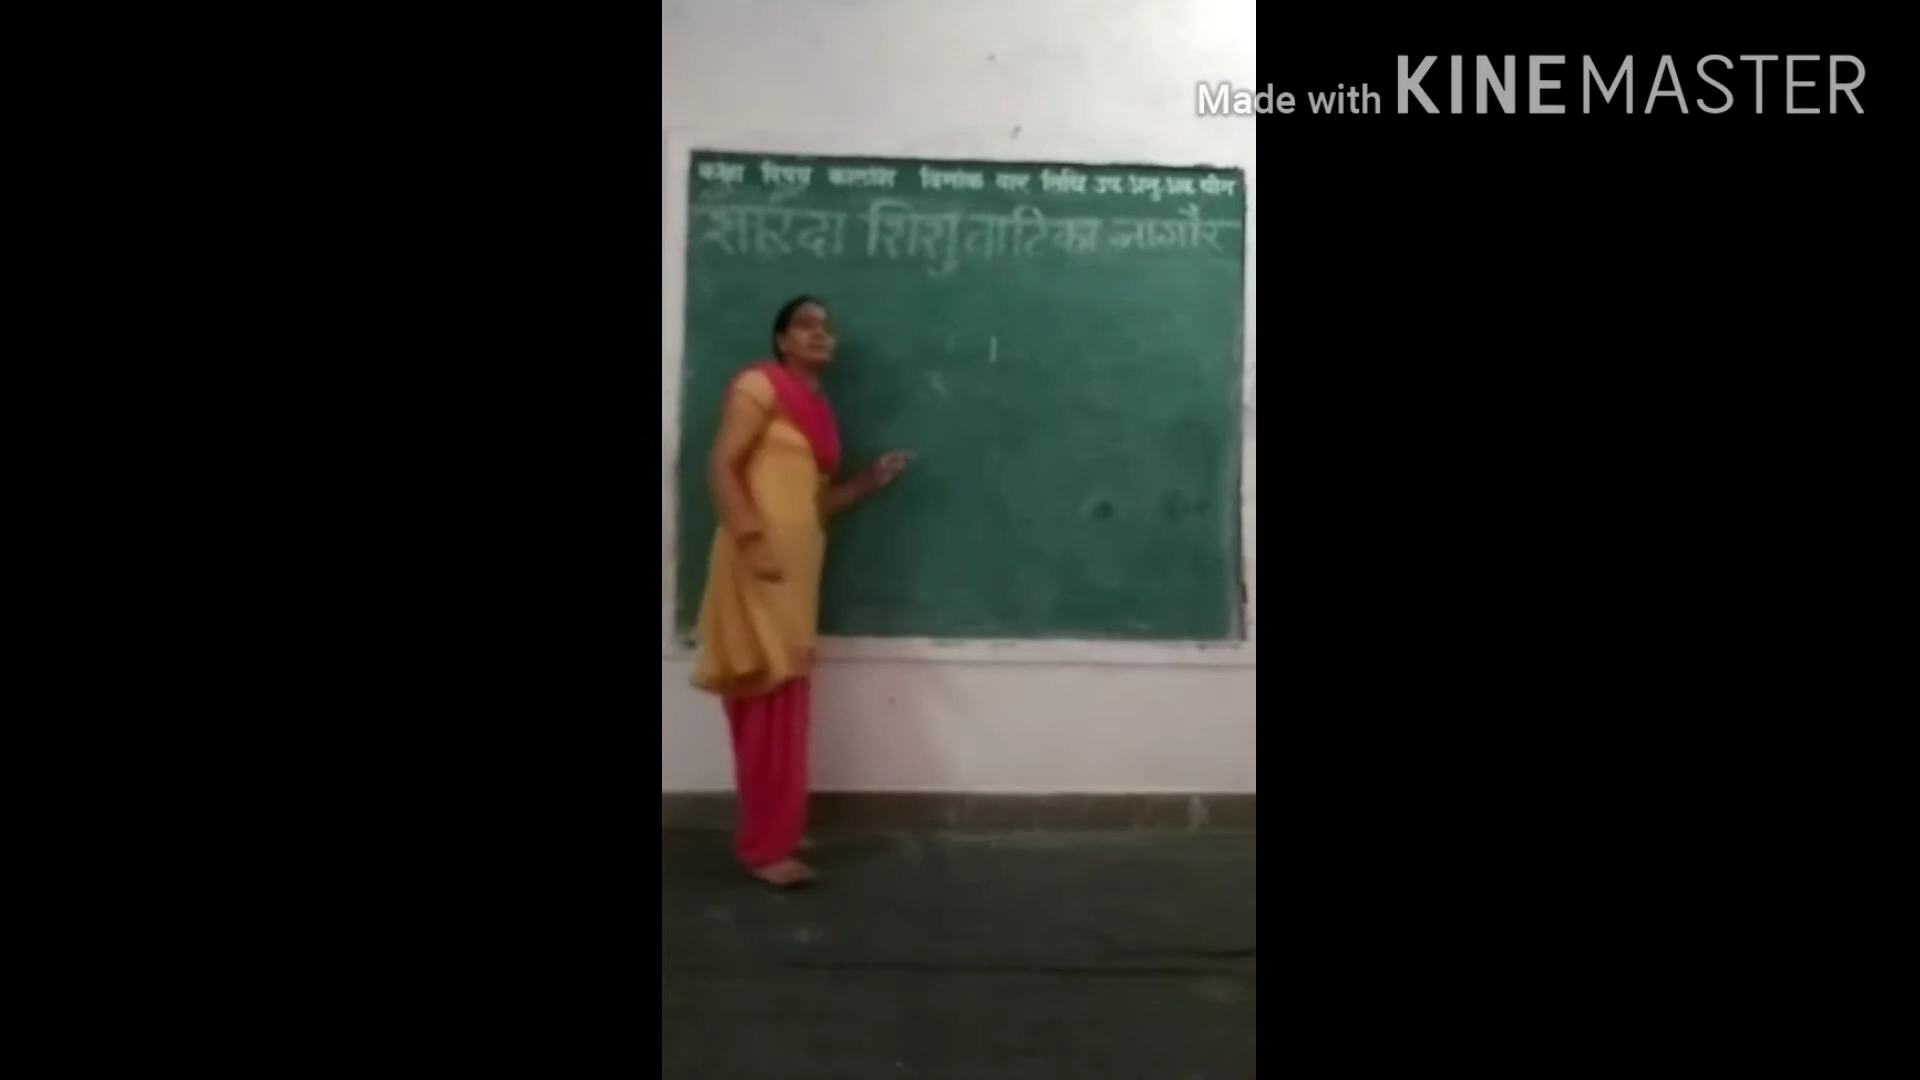 Made with KINEMASTER
कक्षा विषय कालांश दिनांक वार तिथि उप. अनु. अव. योग
शारदा शिशु वाटिका नागौर